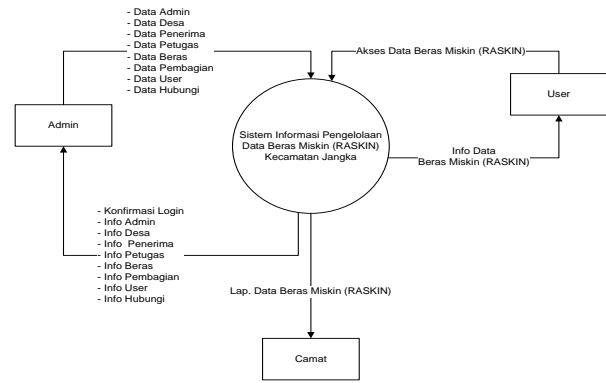 - Data Admin
- Data Desa
- Data Penerima
- Data Petugas
- Data Beras
- Data Pembagian
- Data User
- Data Hubungi
Akses Data Beras Miskin (RASKIN)
Admin
User
Sistem Informasi Pengelolaan
Data Beras Miskin (RASKIN)
Kecamatan Jangka
Info Data
Beras Miskin (RASKIN)
- Konfirmasi Login
- Info Admin
- Info Desa
- Info Penerima
- Info Petugas
- Info Beras
- Info Pembagian
- Info User
- Info Hubungi
Lap. Data Beras Miskin (RASKIN)
Camat